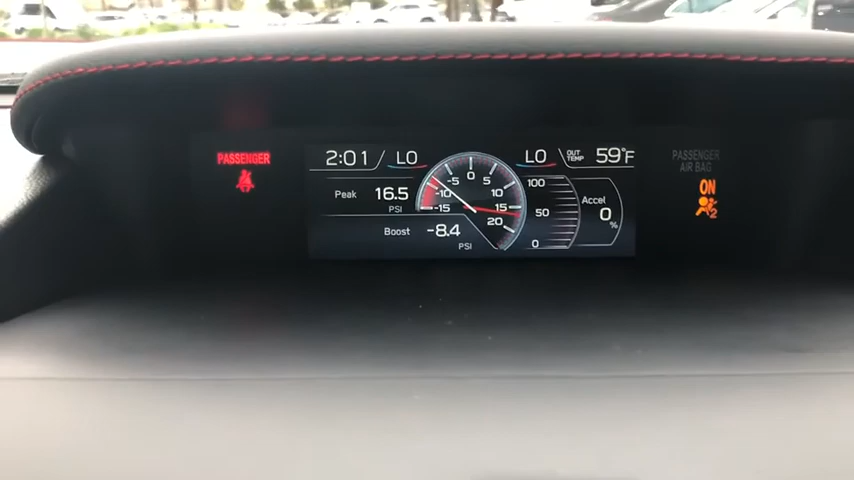 PASSENGER
2:01
LO
LO
OUT
TEMP
59°F
Peak
16.5
PSI
Boost
-8.4
PSI
-15
-10
-5
0
5
10
15
20
100
50
0
Accel
0
%
PASSENGER
AIR BAG
ON
2